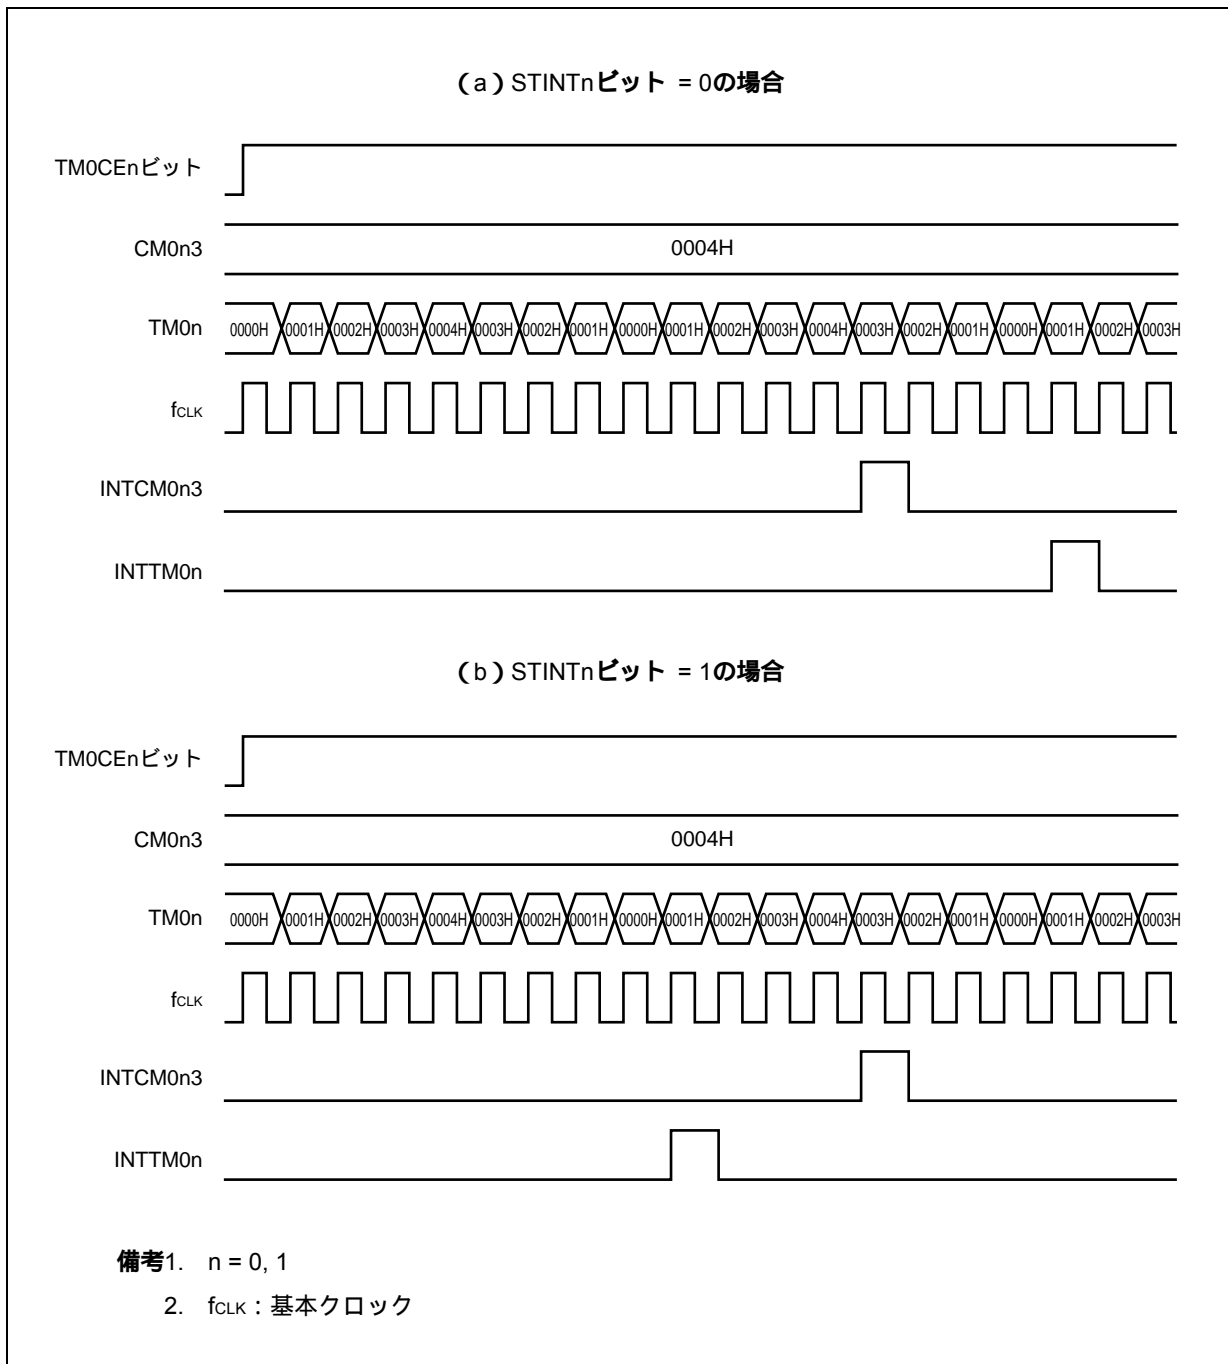 （a）STINTnビット = 0の場合
TM0CEnビット
CM0n3 0004H
TM0n 0000H 0001H 0002H 0003H 0004H 0003H 0002H 0001H 0000H 0001H 0002H 0003H 0004H 0003H 0002H 0001H 0000H 0001H 0002H 0003H
fCLK
INTCM0n3
INTTM0n
（b）STINTnビット = 1の場合
TM0CEnビット
CM0n3 0004H
TM0n 0000H 0001H 0002H 0003H 0004H 0003H 0002H 0001H 0000H 0001H 0002H 0003H 0004H 0003H 0002H 0001H 0000H 0001H 0002H 0003H
fCLK
INTCM0n3
INTTM0n
備考1. n = 0, 1
2. fCLK：基本クロック